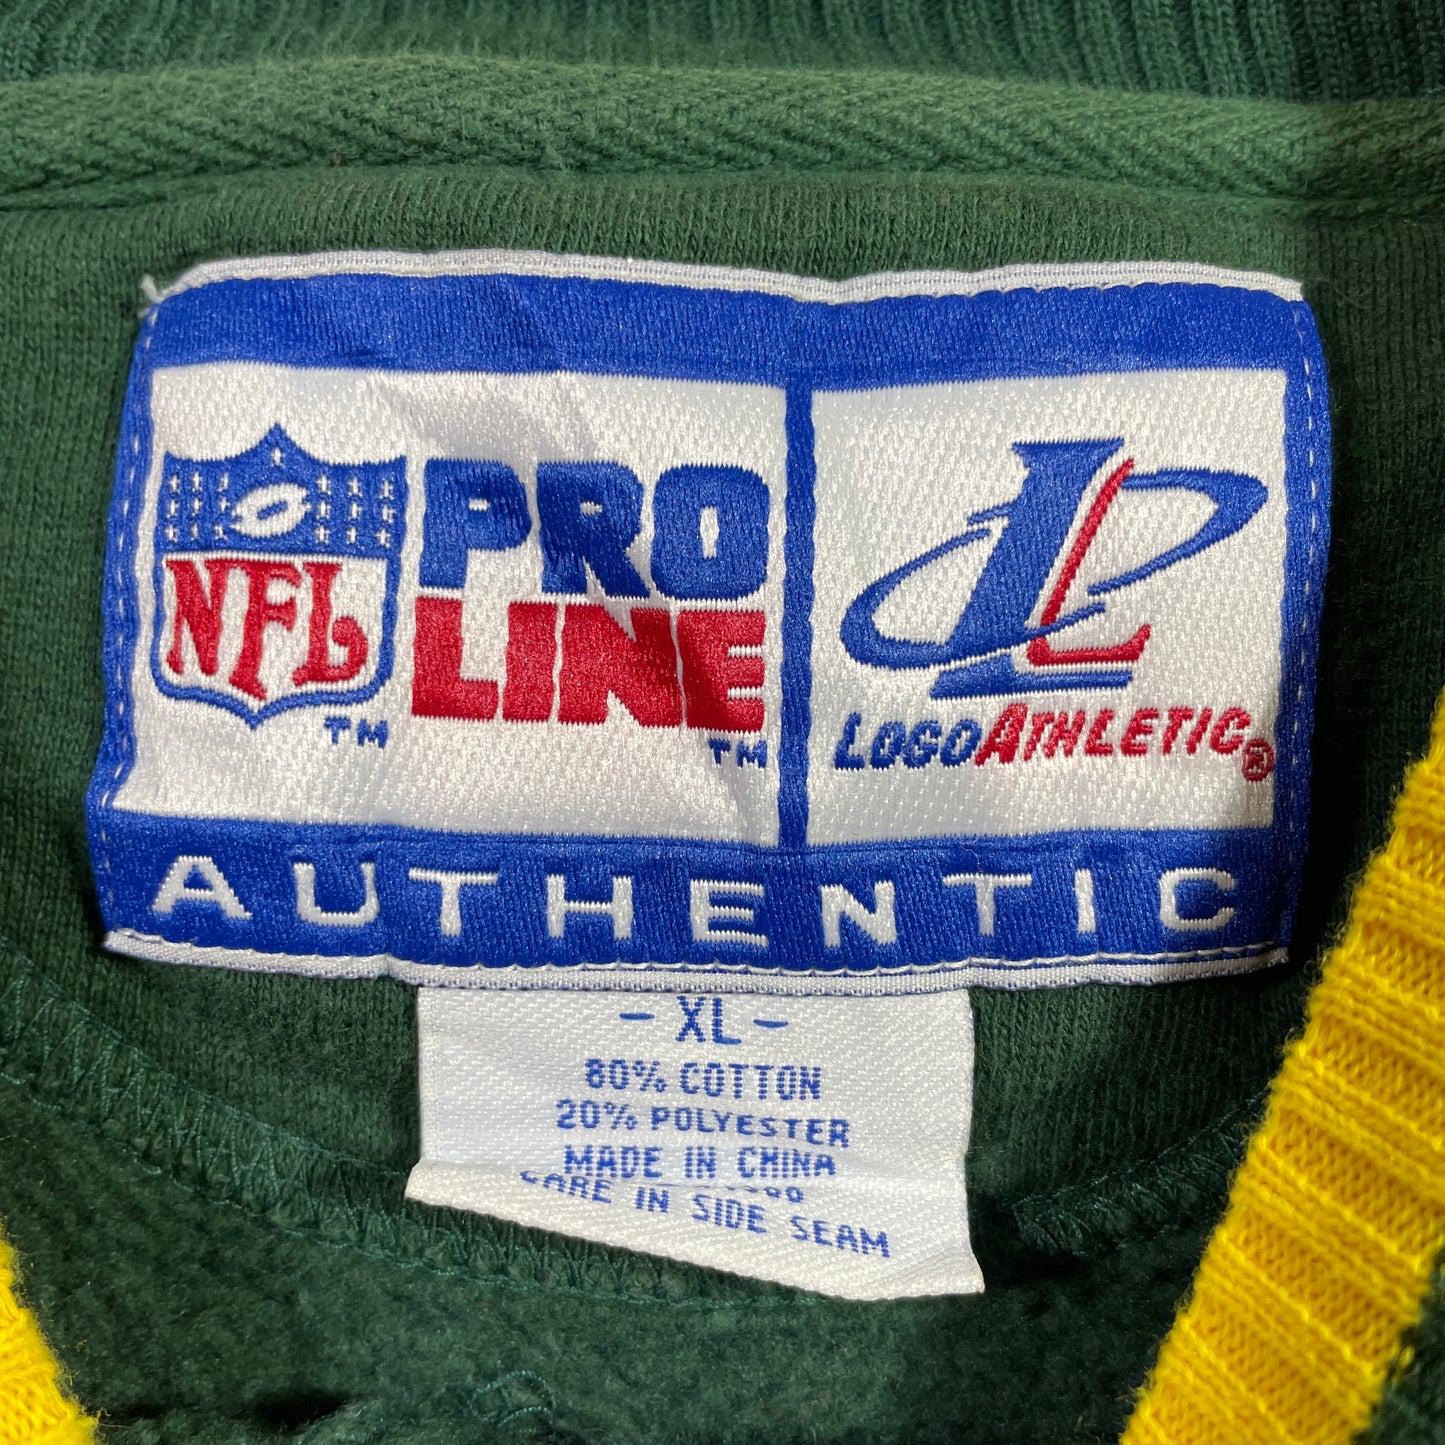 NFL
TM
PRO
LINE
TM
L
LOGOATHLETIC®
AUTHENTIC
- XL -
80% COTTON
20% POLYESTER
MADE IN CHINA
CARE IN SIDE SEAM